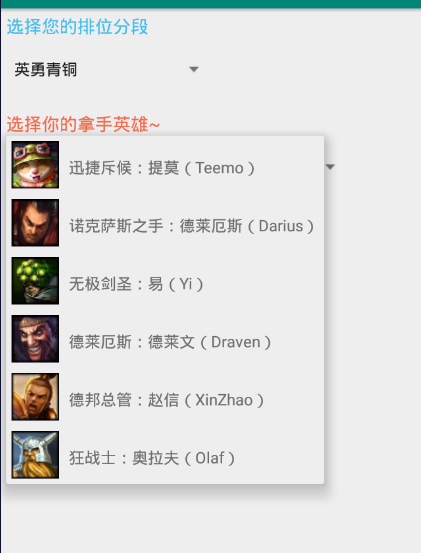 选择您的排位分段
英勇青铜
选择你的拿手英雄~
迅捷斥候：提莫（Teemo）
诺克萨斯之手：德莱厄斯（Darius）
无极剑圣：易（Yi）
德莱厄斯：德莱文（Draven）
德邦总管：赵信（XinZhao）
狂战士：奥拉夫（Olaf）